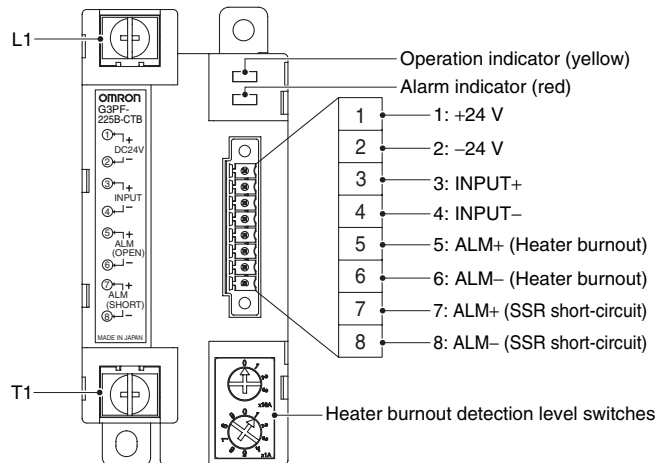 L1
Operation indicator (yellow)
Alarm indicator (red)
OMRON
G3PF-
225B-CTB
① +
DC24V
② −
③ +
INPUT
④ −
⑤ +
ALM
(OPEN)
⑥ −
⑦ +
ALM
(SHORT)
⑧ −
MADE IN JAPAN
1 1: +24 V
2 2: −24 V
3 3: INPUT+
4 4: INPUT−
5 5: ALM+ (Heater burnout)
6 6: ALM− (Heater burnout)
7 7: ALM+ (SSR short-circuit)
8 8: ALM− (SSR short-circuit)
T1
x10A
Heater burnout detection level switches
x1A